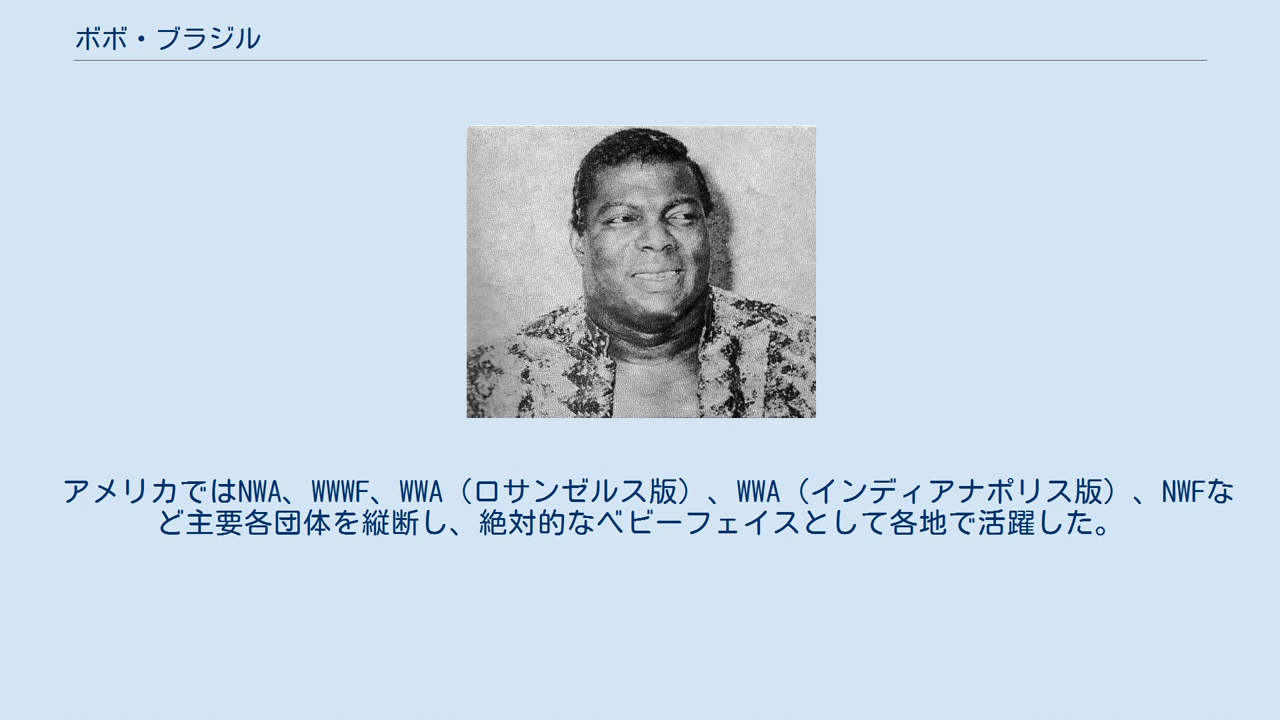 ボボ・ブラジル
アメリカではNWA、WWWF、WWA（ロサンゼルス版）、WWA（インディアナポリス版）、NWFな
ど主要各団体を縦断し、絶対的なベビーフェイスとして各地で活躍した。